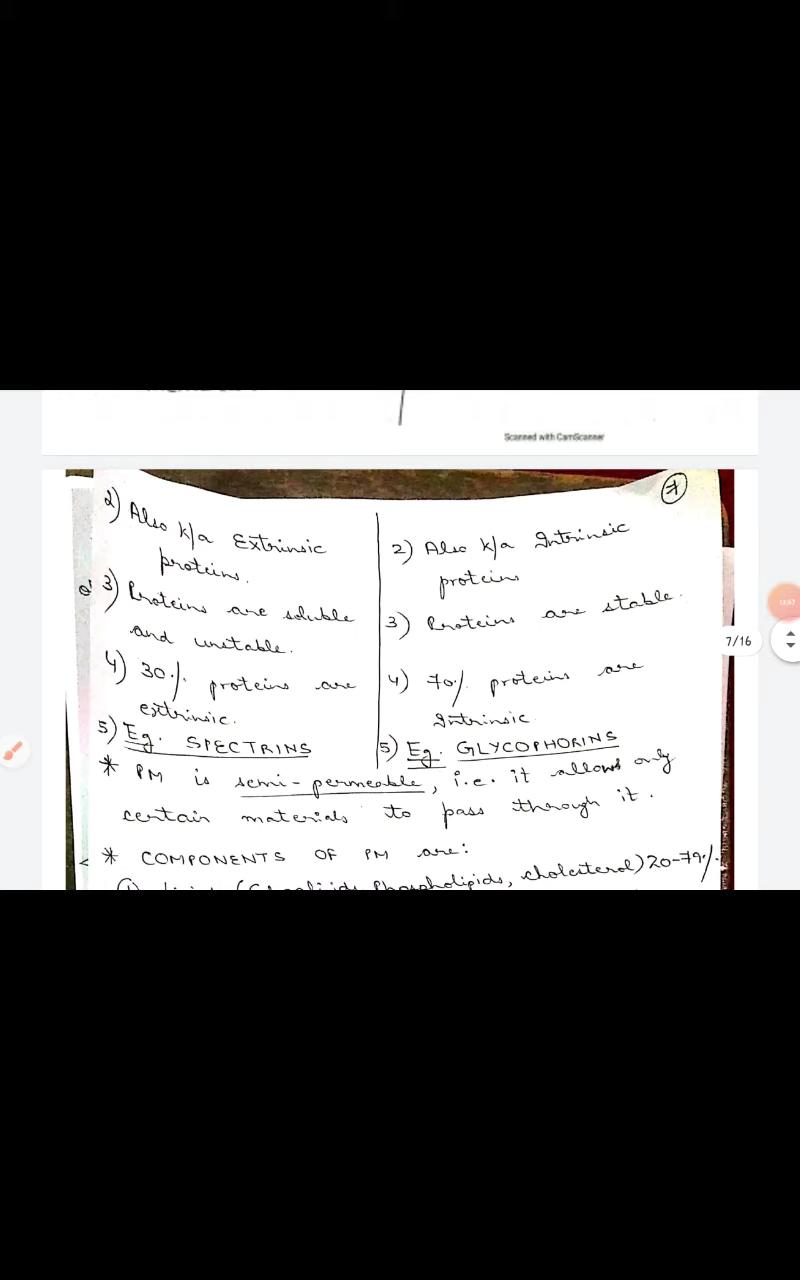 Scanned with CamScanner
7
2) Also k/a Extrinsic
proteins.
3) Proteins are soluble
and unstable.
4) 30% proteins are
extrinsic.
5) Eg. SPECTRINS
2) Also k/a Intrinsic
protein
3) Proteins are stable.
4) 70% proteins are
Intrinsic.
5) Eg. GLYCOPHORINS
* PM is semi-permeable, i.e. it allows only
certain materials to pass through it.
* COMPONENTS OF PM are:
phospholipids, cholesterol) 20-79%.
7/16